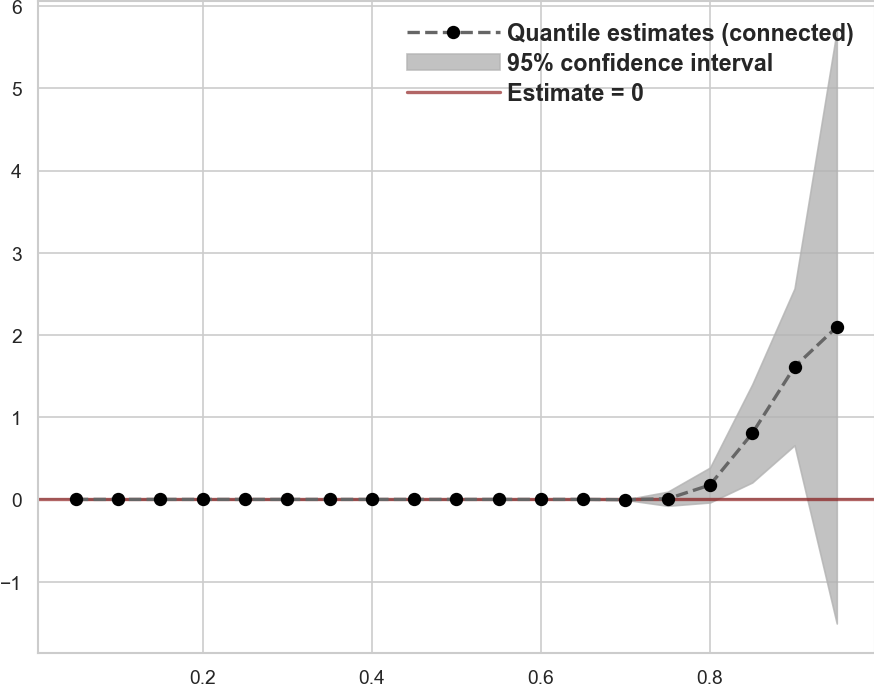 Quantile estimates (connected)
95% confidence interval
Estimate = 0
6
5
4
3
2
1
0
−1
0.2 0.4 0.6 0.8